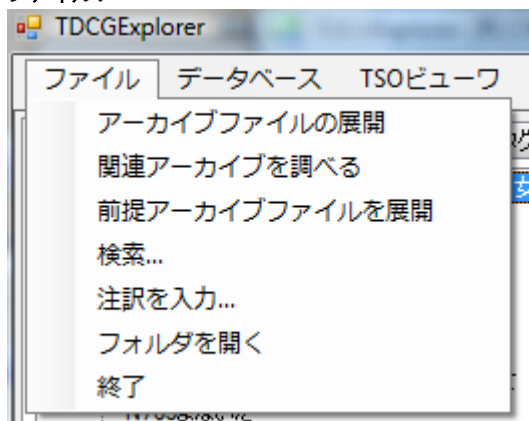 TDCGExplorer
ファイル データベース TSOビューワ
アーカイブファイルの展開
関連アーカイブを調べる
前提アーカイブファイルを展開
検索...
注訳を入力...
フォルダを開く
終了